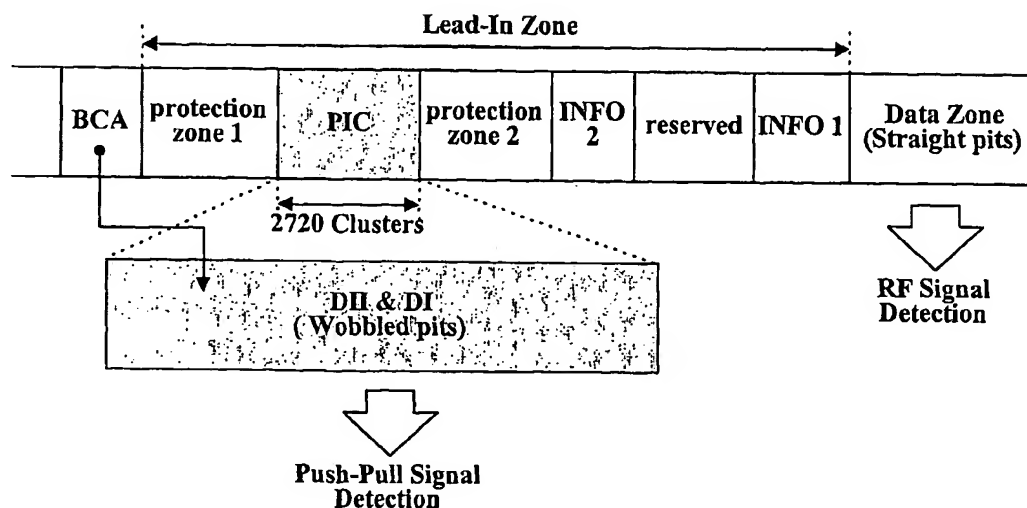 Lead-In Zone
BCA
protection
zone 1
PIC
protection
zone 2
INFO
2
reserved
INFO 1
Data Zone
(Straight pits)
2720 Clusters
DII & DI
( Wobbled pits)
RF Signal
Detection
Push-Pull Signal
Detection